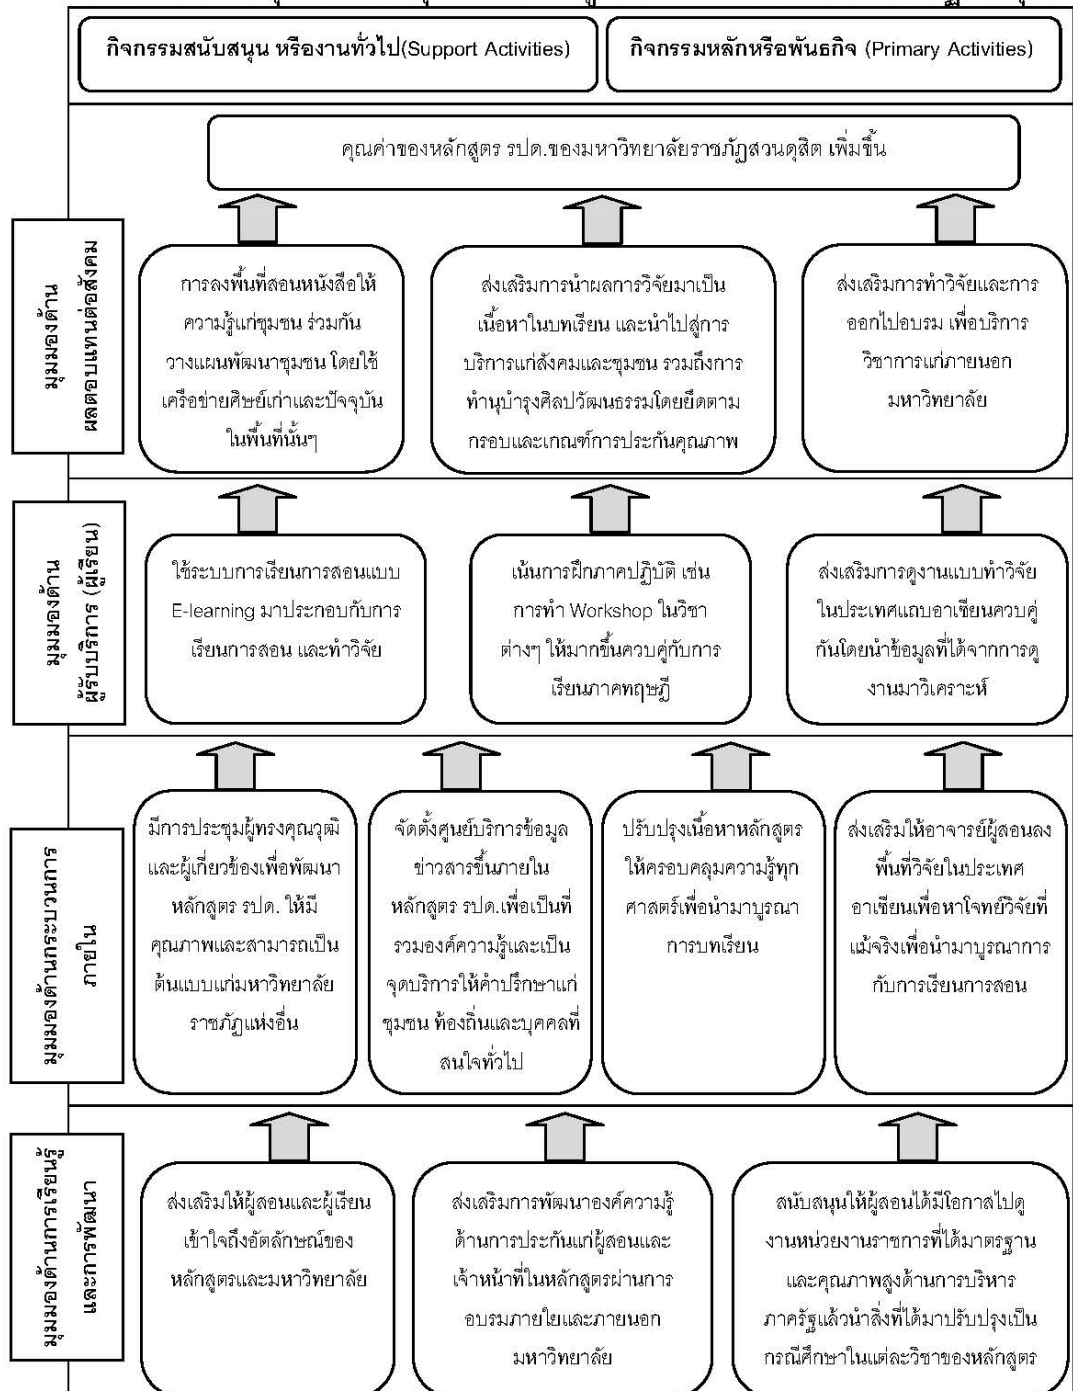 กิจกรรมสนับสนุน หรืองานทั่วไป(Support Activities)
กิจกรรมหลักหรือพันธกิจ (Primary Activities)
คุณค่าของหลักสูตร รปด.ของมหาวิทยาลัยราชภัฏสวนดุสิต เพิ่มขึ้น
มุมมองด้าน
ผลตอบแทนต่อสังคม
การลงพื้นที่สอนหนังสือให้
ความรู้แก่ชุมชน ร่วมกัน
วางแผนพัฒนาชุมชน โดยใช้
เครือข่ายศิษย์เก่าและปัจจุบัน
ในพื้นที่นั้นๆ
ส่งเสริมการนำผลการวิจัยมาเป็น
เนื้อหาในบทเรียน และนำไปสู่การ
บริการแก่สังคมและชุมชน รวมถึงการ
ทำนุบำรุงศิลปวัฒนธรรมโดยยึดตาม
กรอบและเกณฑ์การประกันคุณภาพ
ส่งเสริมการทำวิจัยและการ
ออกไปอบรม เพื่อบริการ
วิชาการแก่ภายนอก
มหาวิทยาลัย
มุมมองด้าน
ผู้รับบริการ (ผู้เรียน)
ใช้ระบบการเรียนการสอนแบบ
E-learning มาประกอบกับการ
เรียนการสอน และทำวิจัย
เน้นการฝึกภาคปฏิบัติ เช่น
การทำ Workshop ในวิชา
ต่างๆ ให้มากขึ้นควบคู่กับการ
เรียนภาคทฤษฎี
ส่งเสริมการดูงานแบบทำวิจัย
ในประเทศแถบอาเซียนควบคู่
กันโดยนำข้อมูลที่ได้จากการดู
งานมาวิเคราะห์
มุมมองด้านกระบวนการ
ภายใน
มีการประชุมผู้ทรงคุณวุฒิ
และผู้เกี่ยวข้องเพื่อพัฒนา
หลักสูตร รปด. ให้มี
คุณภาพและสามารถเป็น
ต้นแบบแก่มหาวิทยาลัย
ราชภัฏแห่งอื่น
จัดตั้งศูนย์บริการข้อมูล
ข่าวสารขึ้นภายใน
หลักสูตร รปด.เพื่อเป็นที่
รวมองค์ความรู้และเป็น
จุดบริการให้คำปรึกษาแก่
ชุมชน ท้องถิ่นและบุคคลที่
สนใจทั่วไป
ปรับปรุงเนื้อหาหลักสูตร
ให้ครอบคลุมความรู้ทุก
ศาสตร์เพื่อนำมาบูรณา
การบทเรียน
ส่งเสริมให้อาจารย์ผู้สอนลง
พื้นที่วิจัยในประเทศ
อาเซียนเพื่อหาโจทย์วิจัยที่
แม้จริงเพื่อนำมาบูรณาการ
กับการเรียนการสอน
มุมมองด้านการเรียนรู้
และการพัฒนา
ส่งเสริมให้ผู้สอนและผู้เรียน
เข้าใจถึงอัตลักษณ์ของ
หลักสูตรและมหาวิทยาลัย
ส่งเสริมการพัฒนาองค์ความรู้
ด้านการประกันแก่ผู้สอนและ
เจ้าหน้าที่ในหลักสูตรผ่านการ
อบรมภายใยและภายนอก
มหาวิทยาลัย
สนับสนุนให้ผู้สอนได้มีโอกาสไปดู
งานหน่วยงานราชการที่ได้มาตรฐาน
และคุณภาพสูงด้านการบริหาร
ภาครัฐแล้วนำสิ่งที่ได้มาปรับปรุงเป็น
กรณีศึกษาในแต่ละวิชาของหลักสูตร